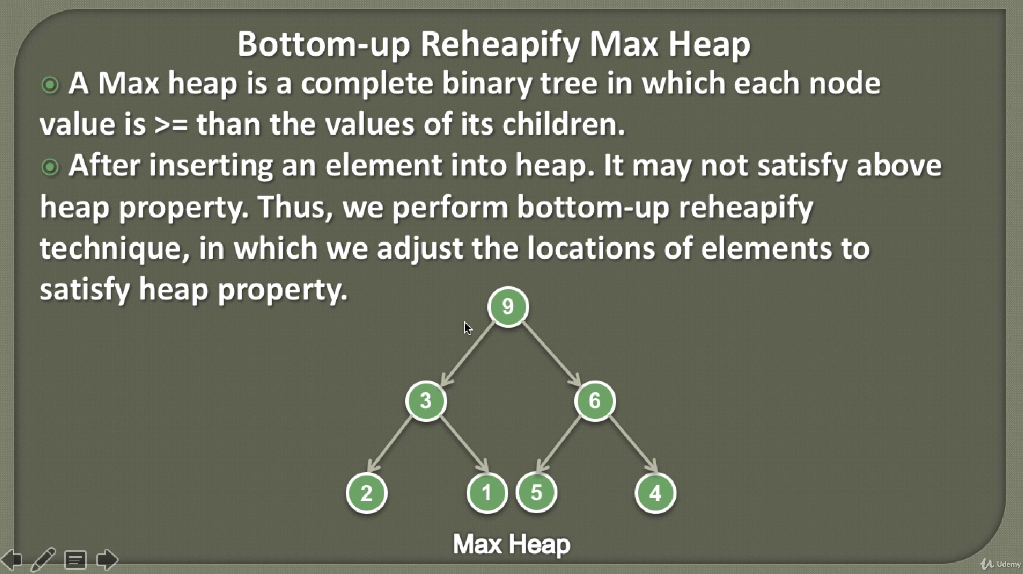 Bottom-up Reheapify Max Heap
A Max heap is a complete binary tree in which each node
value is >= than the values of its children.
After inserting an element into heap. It may not satisfy above
heap property. Thus, we perform bottom-up reheapify
technique, in which we adjust the locations of elements to
satisfy heap property.
9
3 6
2 1 5 4
Max Heap
Udemy